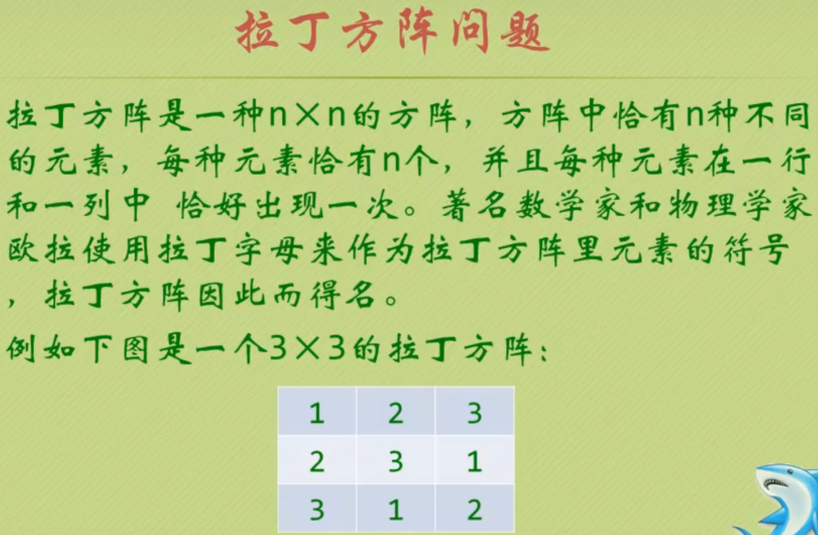 拉丁方阵问题
拉丁方阵是一种n×n的方阵，方阵中恰有n种不同
的元素，每种元素恰有n个，并且每种元素在一行
和一列中 恰好出现一次。著名数学家和物理学家
欧拉使用拉丁字母来作为拉丁方阵里元素的符号
，拉丁方阵因此而得名。
例如下图是一个3×3的拉丁方阵：
1 2 3
2 3 1
3 1 2